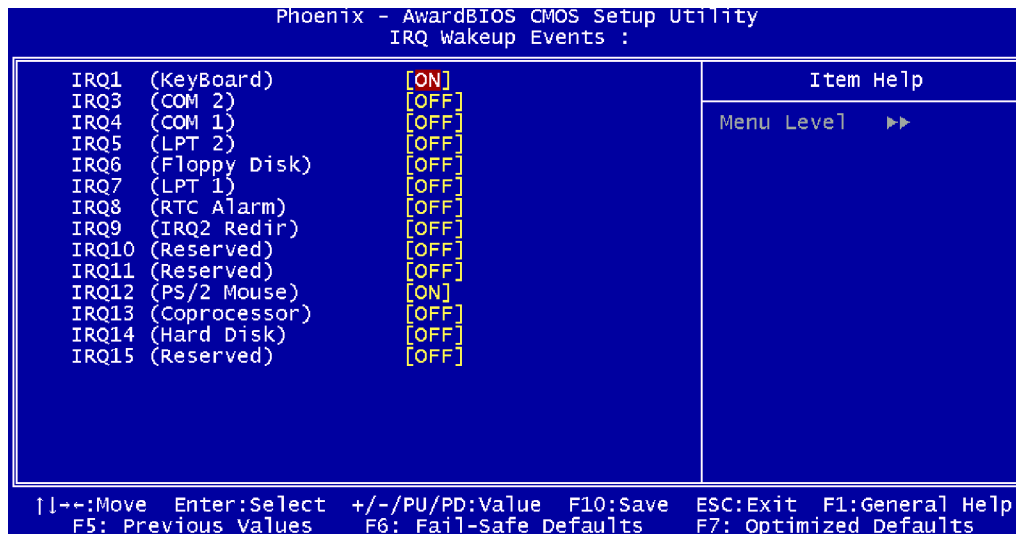 Phoenix - AwardBIOS CMOS Setup Utility
IRQ Wakeup Events :
IRQ1 (KeyBoard) [ON]
IRQ3 (COM 2) [OFF]
IRQ4 (COM 1) [OFF]
IRQ5 (LPT 2) [OFF]
IRQ6 (Floppy Disk) [OFF]
IRQ7 (LPT 1) [OFF]
IRQ8 (RTC Alarm) [OFF]
IRQ9 (IRQ2 Redir) [OFF]
IRQ10 (Reserved) [OFF]
IRQ11 (Reserved) [OFF]
IRQ12 (PS/2 Mouse) [ON]
IRQ13 (Coprocessor) [OFF]
IRQ14 (Hard Disk) [OFF]
IRQ15 (Reserved) [OFF]
Item Help
Menu Level ▸▸
↑↓→←:Move Enter:Select +/-/PU/PD:Value F10:Save ESC:Exit F1:General Help
F5: Previous Values F6: Fail-Safe Defaults F7: Optimized Defaults